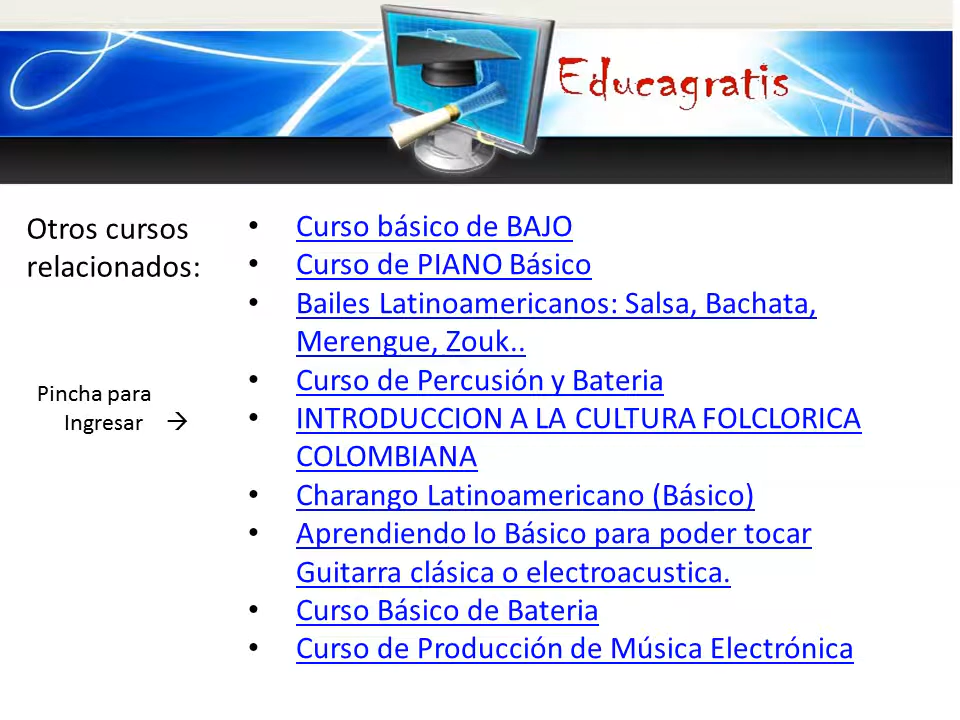 Educagratis
Otros cursos
relacionados:
Pincha para
Ingresar →
• Curso básico de BAJO
• Curso de PIANO Básico
• Bailes Latinoamericanos: Salsa, Bachata,
Merengue, Zouk..
• Curso de Percusión y Bateria
• INTRODUCCION A LA CULTURA FOLCLORICA
COLOMBIANA
• Charango Latinoamericano (Básico)
• Aprendiendo lo Básico para poder tocar
Guitarra clásica o electroacustica.
• Curso Básico de Bateria
• Curso de Producción de Música Electrónica